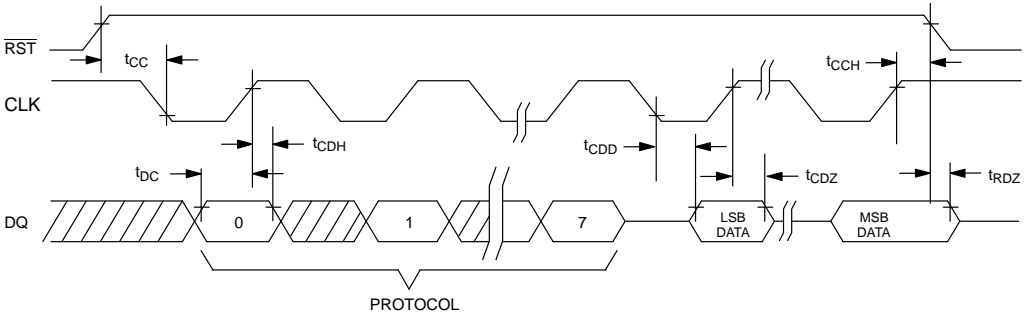 RST
tCC
tCCH
CLK
tCDH
tCDD
tDC
tCDZ
tRDZ
DQ
0
1
7
LSB
DATA
MSB
DATA
PROTOCOL